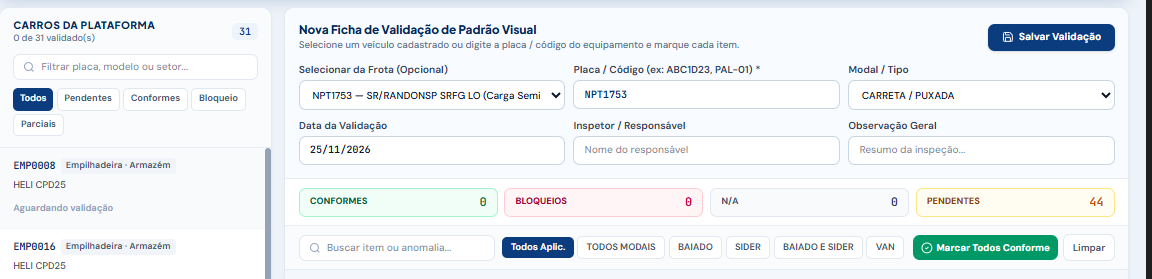 CARROS DA PLATAFORMA
0 de 31 validado(s)
31
Filtrar placa, modelo ou setor...
Todos
Pendentes
Conformes
Bloqueio
Parciais
EMP0008 Empilhadeira · Armazém
HELI CPD25
Aguardando validação
EMP0016 Empilhadeira · Armazém
HELI CPD25
Nova Ficha de Validação de Padrão Visual
Selecione um veículo cadastrado ou digite a placa / código do equipamento e marque cada item.
Salvar Validação
Selecionar da Frota (Opcional)
NPT1753 — SR/RANDONSP SRFG LO (Carga Semi
Placa / Código (ex: ABC1D23, PAL-01) *
NPT1753
Modal / Tipo
CARRETA / PUXADA
Data da Validação
25/11/2026
Inspetor / Responsável
Nome do responsável
Observação Geral
Resumo da inspeção...
CONFORMES 0
BLOQUEIOS 0
N/A 0
PENDENTES 44
Buscar item ou anomalia...
Todos Aplic.
TODOS MODAIS
BAIADO
SIDER
BAIADO E SIDER
VAN
Marcar Todos Conforme
Limpar